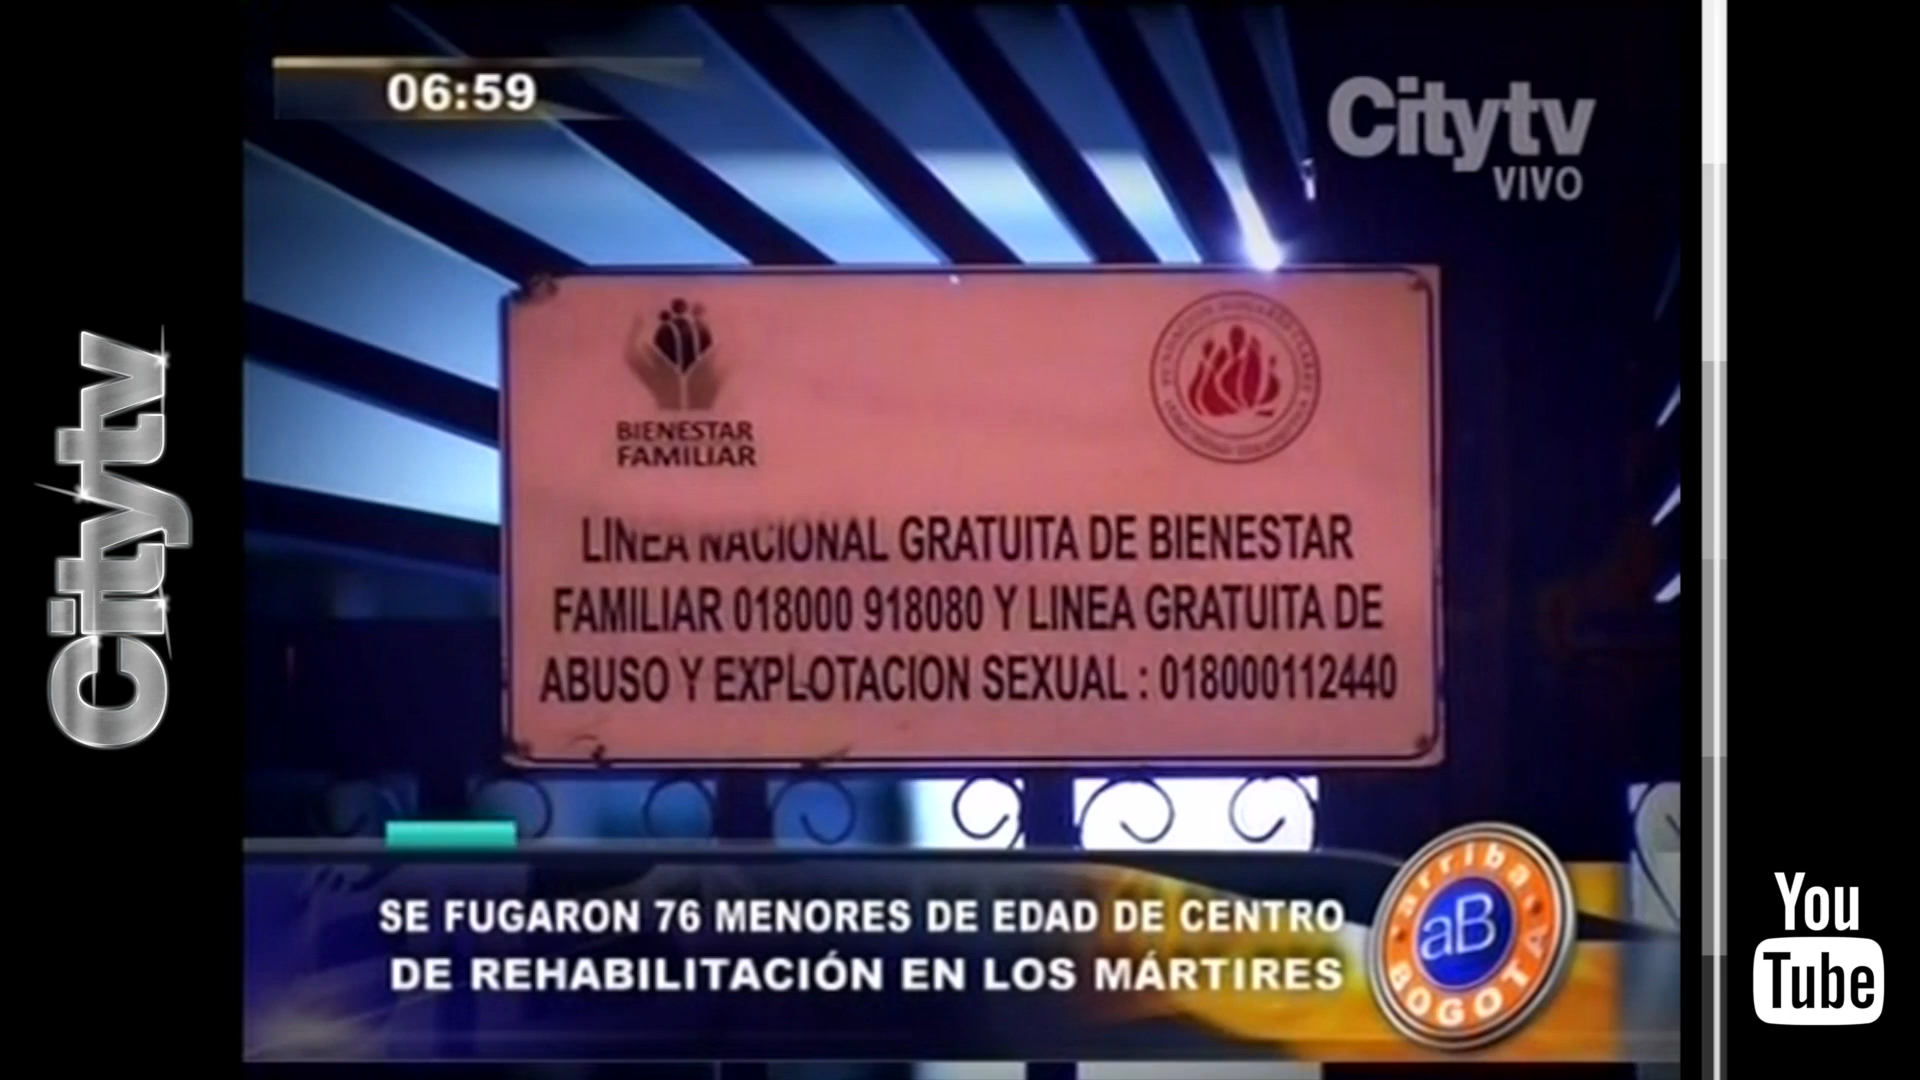 06:59
Citytv
VIVO
Citytv
BIENESTAR
FAMILIAR
LINEA NACIONAL GRATUITA DE BIENESTAR
FAMILIAR 018000 918080 Y LINEA GRATUITA DE
ABUSO Y EXPLOTACION SEXUAL : 018000112440
SE FUGARON 76 MENORES DE EDAD DE CENTRO
DE REHABILITACIÓN EN LOS MÁRTIRES
arriba
aB
BOGOTA
You
Tube